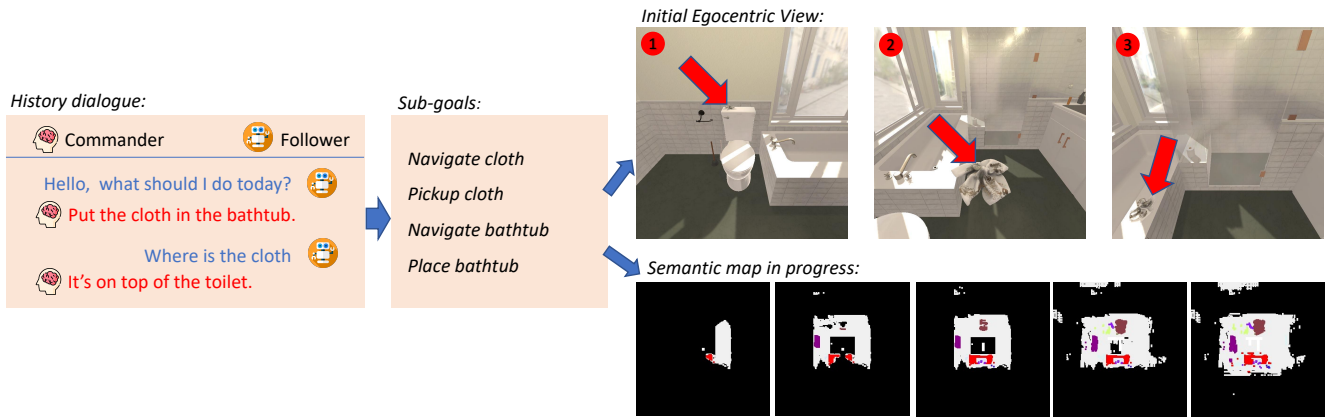 Initial Egocentric View:
1
2
3
History dialogue:
Sub-goals:
Commander
Follower
Hello, what should I do today?
Put the cloth in the bathtub.
Where is the cloth
It's on top of the toilet.
Navigate cloth
Pickup cloth
Navigate bathtub
Place bathtub
Semantic map in progress: